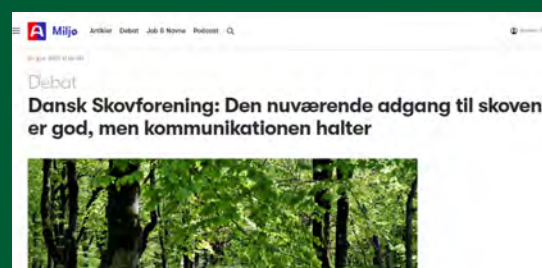 A Miljø Artikler Debat Job & Navne Podcast
Debat
Dansk Skovforening: Den nuværende adgang til skoven
er god, men kommunikationen halter